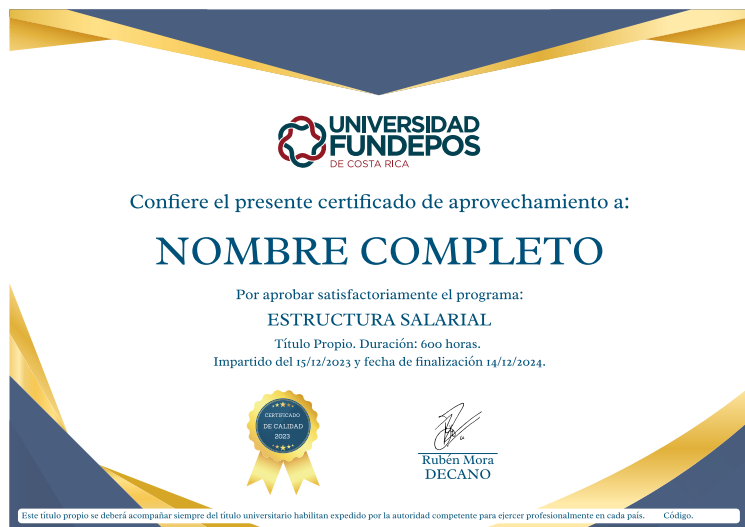 UNIVERSIDAD
FUNDEPOS
DE COSTA RICA
Confiere el presente certificado de aprovechamiento a:
NOMBRE COMPLETO
Por aprobar satisfactoriamente el programa:
ESTRUCTURA SALARIAL
Título Propio. Duración: 600 horas.
Impartido del 15/12/2023 y fecha de finalización 14/12/2024.
CERTIFICADO
DE CALIDAD
2023
Rubén Mora
DECANO
Este título propio se deberá acompañar siempre del título universitario habilitan expedido por la autoridad competente para ejercer profesionalmente en cada país. Código.